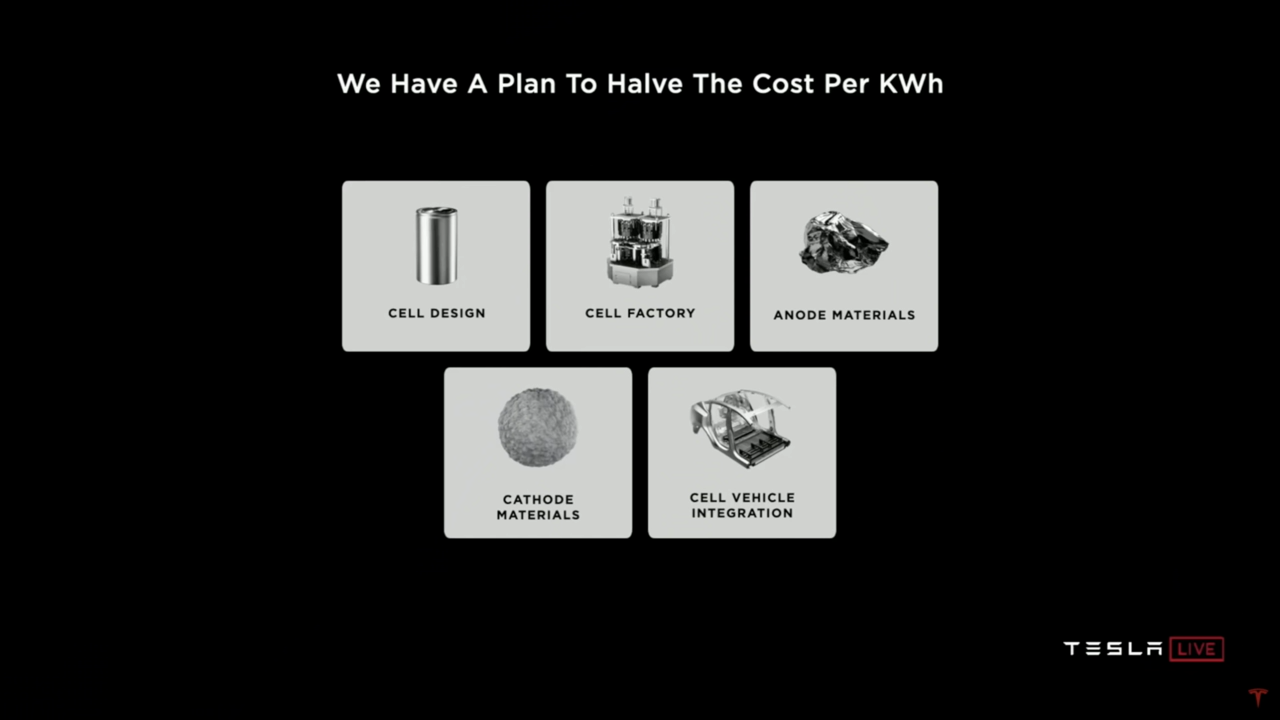 We Have A Plan To Halve The Cost Per KWh
CELL DESIGN
CELL FACTORY
ANODE MATERIALS
CATHODE
MATERIALS
CELL VEHICLE
INTEGRATION
TESLA LIVE